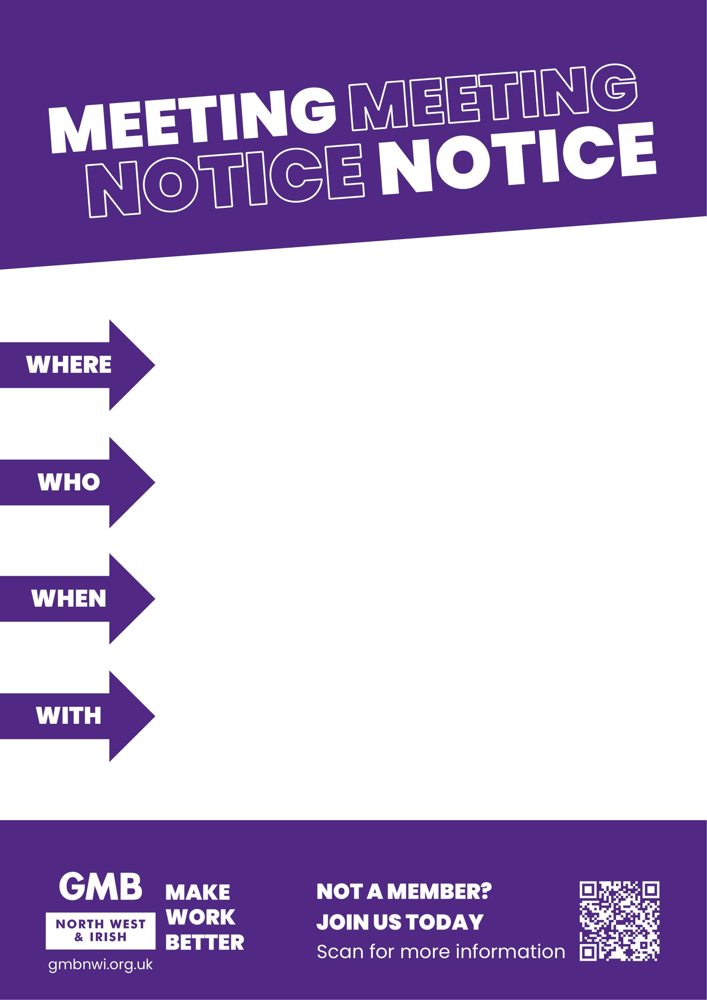 MEETING MEETING
NOTICE NOTICE
WHERE
WHO
WHEN
WITH
GMB
NORTH WEST
& IRISH
gmbnwi.org.uk
MAKE
WORK
BETTER
NOT A MEMBER?
JOIN US TODAY
Scan for more information